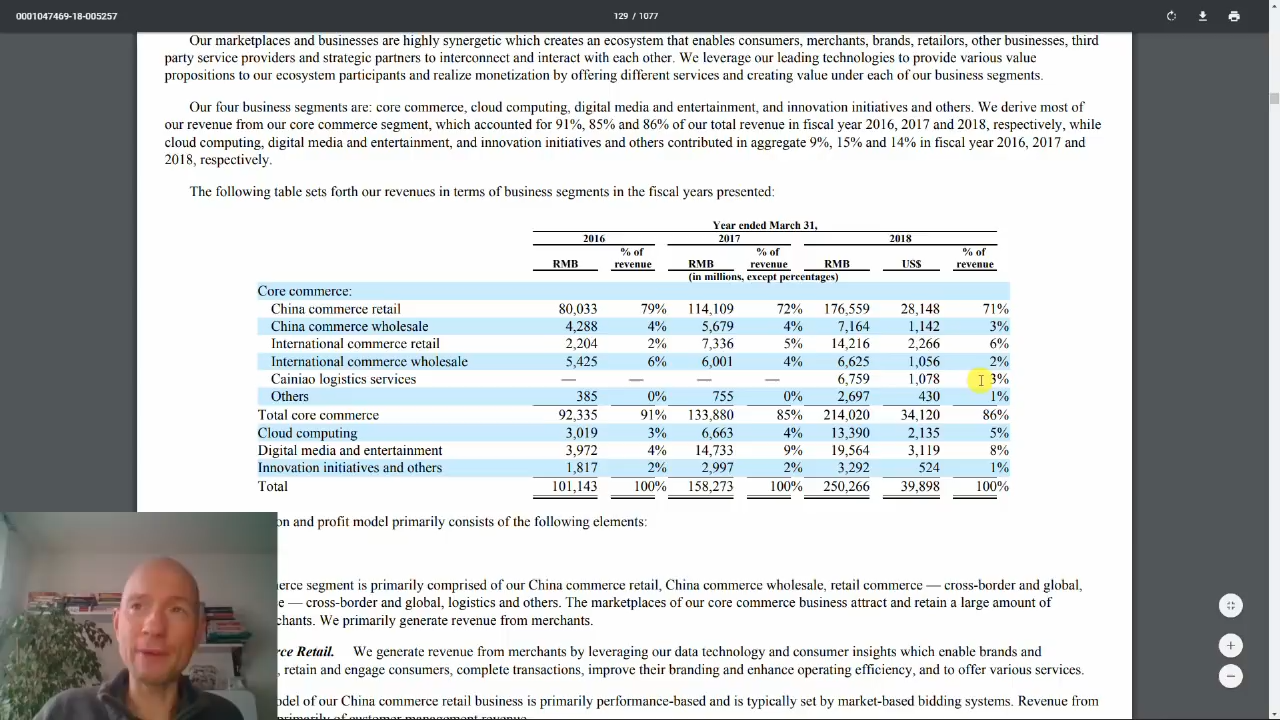 0001047469-18-005257
129 / 1077
Our marketplaces and businesses are highly synergetic which creates an ecosystem that enables consumers, merchants, brands, retailors, other businesses, third
party service providers and strategic partners to interconnect and interact with each other. We leverage our leading technologies to provide various value
propositions to our ecosystem participants and realize monetization by offering different services and creating value under each of our business segments.
Our four business segments are: core commerce, cloud computing, digital media and entertainment, and innovation initiatives and others. We derive most of
our revenue from our core commerce segment, which accounted for 91%, 85% and 86% of our total revenue in fiscal year 2016, 2017 and 2018, respectively, while
cloud computing, digital media and entertainment, and innovation initiatives and others contributed in aggregate 9%, 15% and 14% in fiscal year 2016, 2017 and
2018, respectively.
The following table sets forth our revenues in terms of business segments in the fiscal years presented:
Year ended March 31,
2016 2017 2018
% of % of % of
RMB revenue RMB revenue RMB US$ revenue
(in millions, except percentages)
Core commerce:
China commerce retail 80,033 79% 114,109 72% 176,559 28,148 71%
China commerce wholesale 4,288 4% 5,679 4% 7,164 1,142 3%
International commerce retail 2,204 2% 7,336 5% 14,216 2,266 6%
International commerce wholesale 5,425 6% 6,001 4% 6,625 1,056 2%
Cainiao logistics services — — — — 6,759 1,078 3%
Others 385 0% 755 0% 2,697 430 1%
Total core commerce 92,335 91% 133,880 85% 214,020 34,120 86%
Cloud computing 3,019 3% 6,663 4% 13,390 2,135 5%
Digital media and entertainment 3,972 4% 14,733 9% 19,564 3,119 8%
Innovation initiatives and others 1,817 2% 2,997 2% 3,292 524 1%
Total 101,143 100% 158,273 100% 250,266 39,898 100%
on and profit model primarily consists of the following elements:
erce segment is primarily comprised of our China commerce retail, China commerce wholesale, retail commerce — cross-border and global,
e — cross-border and global, logistics and others. The marketplaces of our core commerce business attract and retain a large amount of
chants. We primarily generate revenue from merchants.
ce Retail. We generate revenue from merchants by leveraging our data technology and consumer insights which enable brands and
, retain and engage consumers, complete transactions, improve their branding and enhance operating efficiency, and to offer various services.
odel of our China commerce retail business is primarily performance-based and is typically set by market-based bidding systems. Revenue from
primarily of customer management revenue